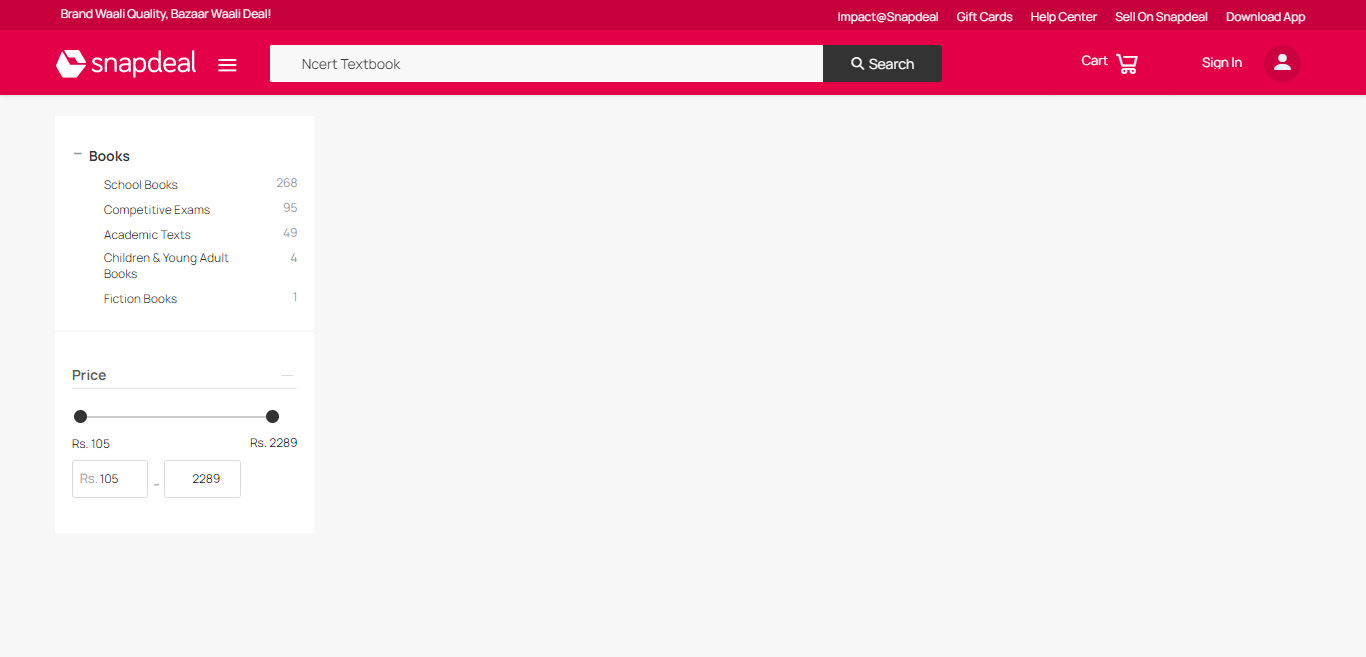 Brand Waali Quality, Bazaar Waali Deal!
Impact@Snapdeal Gift Cards Help Center Sell On Snapdeal Download App
snapdeal
Ncert Textbook
Search
Cart
Sign In
Books
School Books 268
Competitive Exams 95
Academic Texts 49
Children & Young Adult 4
Books
Fiction Books 1
Price
Rs. 105 Rs. 2289
Rs. 105 - 2289